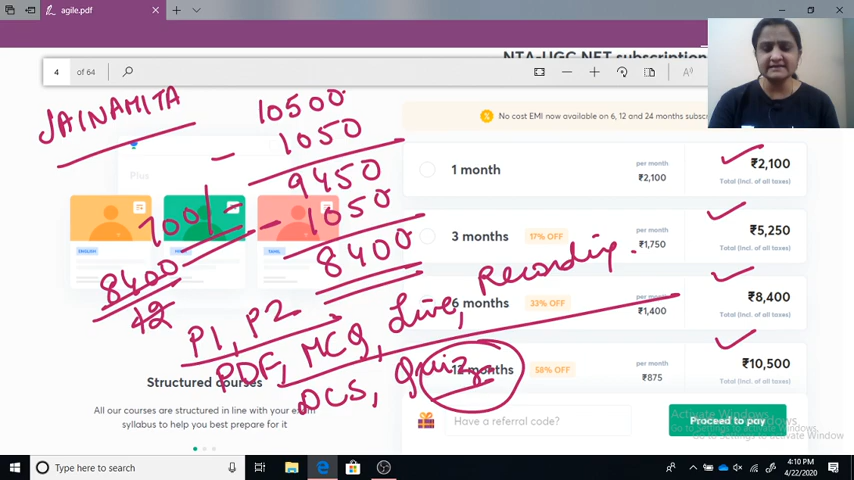 agile.pdf
4 of 64
NTA-UGC NET subscription
No cost EMI now available on 6, 12 and 24 months subsc
JAINAMITA
10500
- 1050
9450
- 1050
8400
700/-
8400
12
P1, P2
PDF, MCQ, Live, Recording.
DCS, Quiz
Plus
ENGLISH
HINDI
TAMIL
1 month
per month
₹2,100
₹2,100
Total (Incl. of all taxes)
3 months
17% OFF
per month
₹1,750
₹5,250
Total (Incl. of all taxes)
6 months
33% OFF
per month
₹1,400
₹8,400
Total (Incl. of all taxes)
12 months
58% OFF
per month
₹875
₹10,500
Total (Incl. of all taxes)
Structured courses
All our courses are structured in line with your exam
syllabus to help you best prepare for it
Have a referral code?
Proceed to pay
Activate Windows
Go to Settings to activate Windows.
Type here to search
4:10 PM
4/22/2020